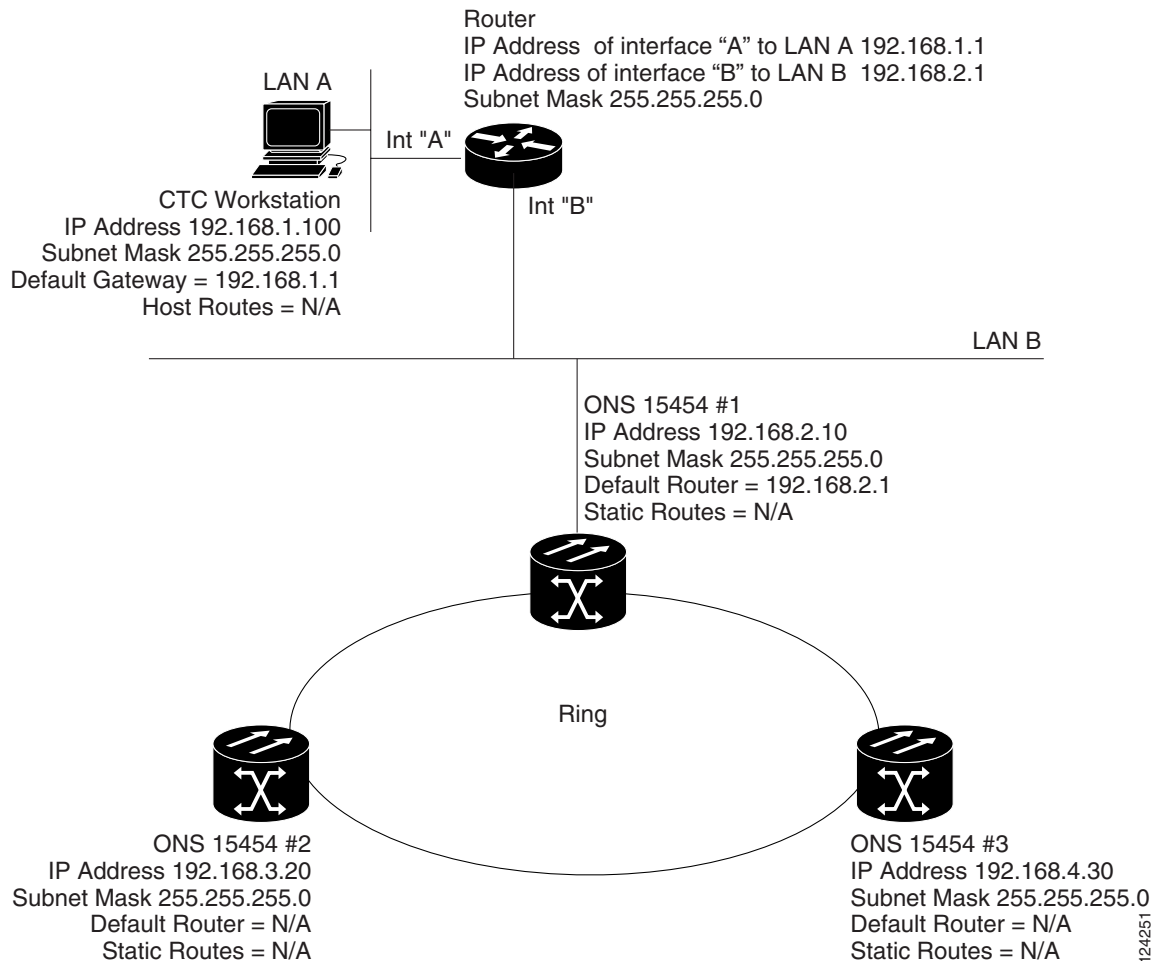 Router
IP Address of interface “A” to LAN A 192.168.1.1
IP Address of interface “B” to LAN B 192.168.2.1
Subnet Mask 255.255.255.0
LAN A
Int "A"
Int "B"
CTC Workstation
IP Address 192.168.1.100
Subnet Mask 255.255.255.0
Default Gateway = 192.168.1.1
Host Routes = N/A
LAN B
ONS 15454 #1
IP Address 192.168.2.10
Subnet Mask 255.255.255.0
Default Router = 192.168.2.1
Static Routes = N/A
Ring
ONS 15454 #2
IP Address 192.168.3.20
Subnet Mask 255.255.255.0
Default Router = N/A
Static Routes = N/A
ONS 15454 #3
IP Address 192.168.4.30
Subnet Mask 255.255.255.0
Default Router = N/A
Static Routes = N/A
124251